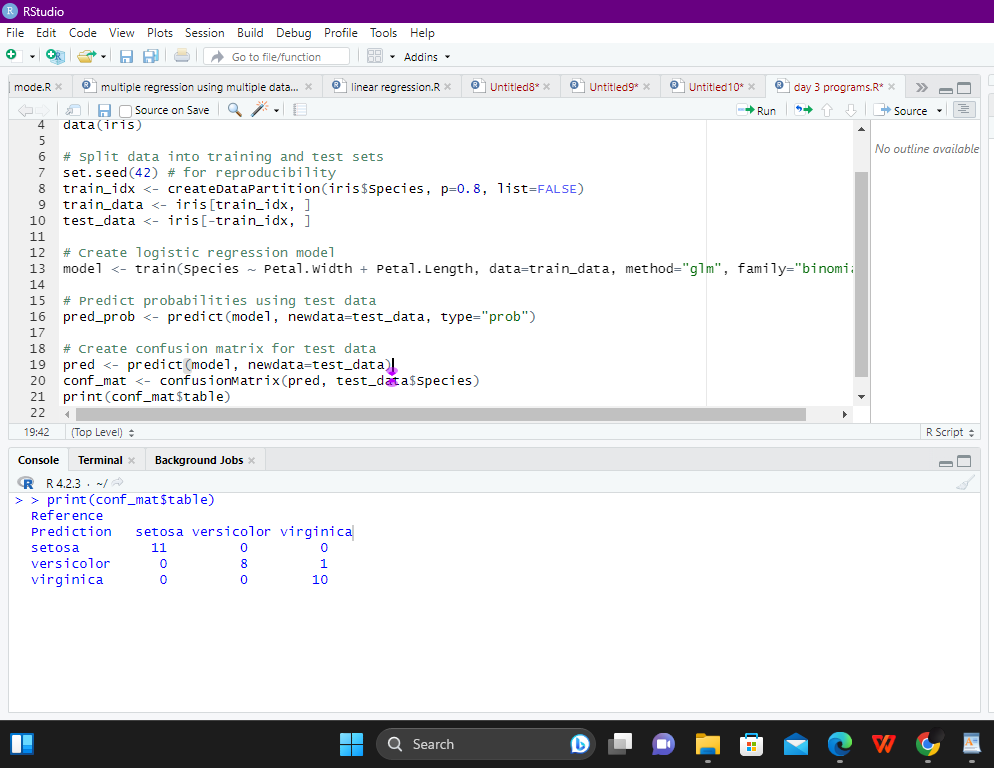 RStudio
File Edit Code View Plots Session Build Debug Profile Tools Help
Go to file/function Addins
mode.R multiple regression using multiple data... linear regression.R Untitled8* Untitled9* Untitled10* day 3 programs.R*
Source on Save Run Source
4 data(iris)
5
6 # Split data into training and test sets
7 set.seed(42) # for reproducibility
8 train_idx <- createDataPartition(iris$Species, p=0.8, list=FALSE)
9 train_data <- iris[train_idx, ]
10 test_data <- iris[-train_idx, ]
11
12 # Create logistic regression model
13 model <- train(Species ~ Petal.Width + Petal.Length, data=train_data, method="glm", family="binomia
14
15 # Predict probabilities using test data
16 pred_prob <- predict(model, newdata=test_data, type="prob")
17
18 # Create confusion matrix for test data
19 pred <- predict(model, newdata=test_data)
20 conf_mat <- confusionMatrix(pred, test_data$Species)
21 print(conf_mat$table)
22
No outline available
19:42 (Top Level) R Script
Console Terminal Background Jobs
R R 4.2.3 · ~/
> > print(conf_mat$table)
Reference
Prediction setosa versicolor virginica
setosa 11 0 0
versicolor 0 8 1
virginica 0 0 10
Search